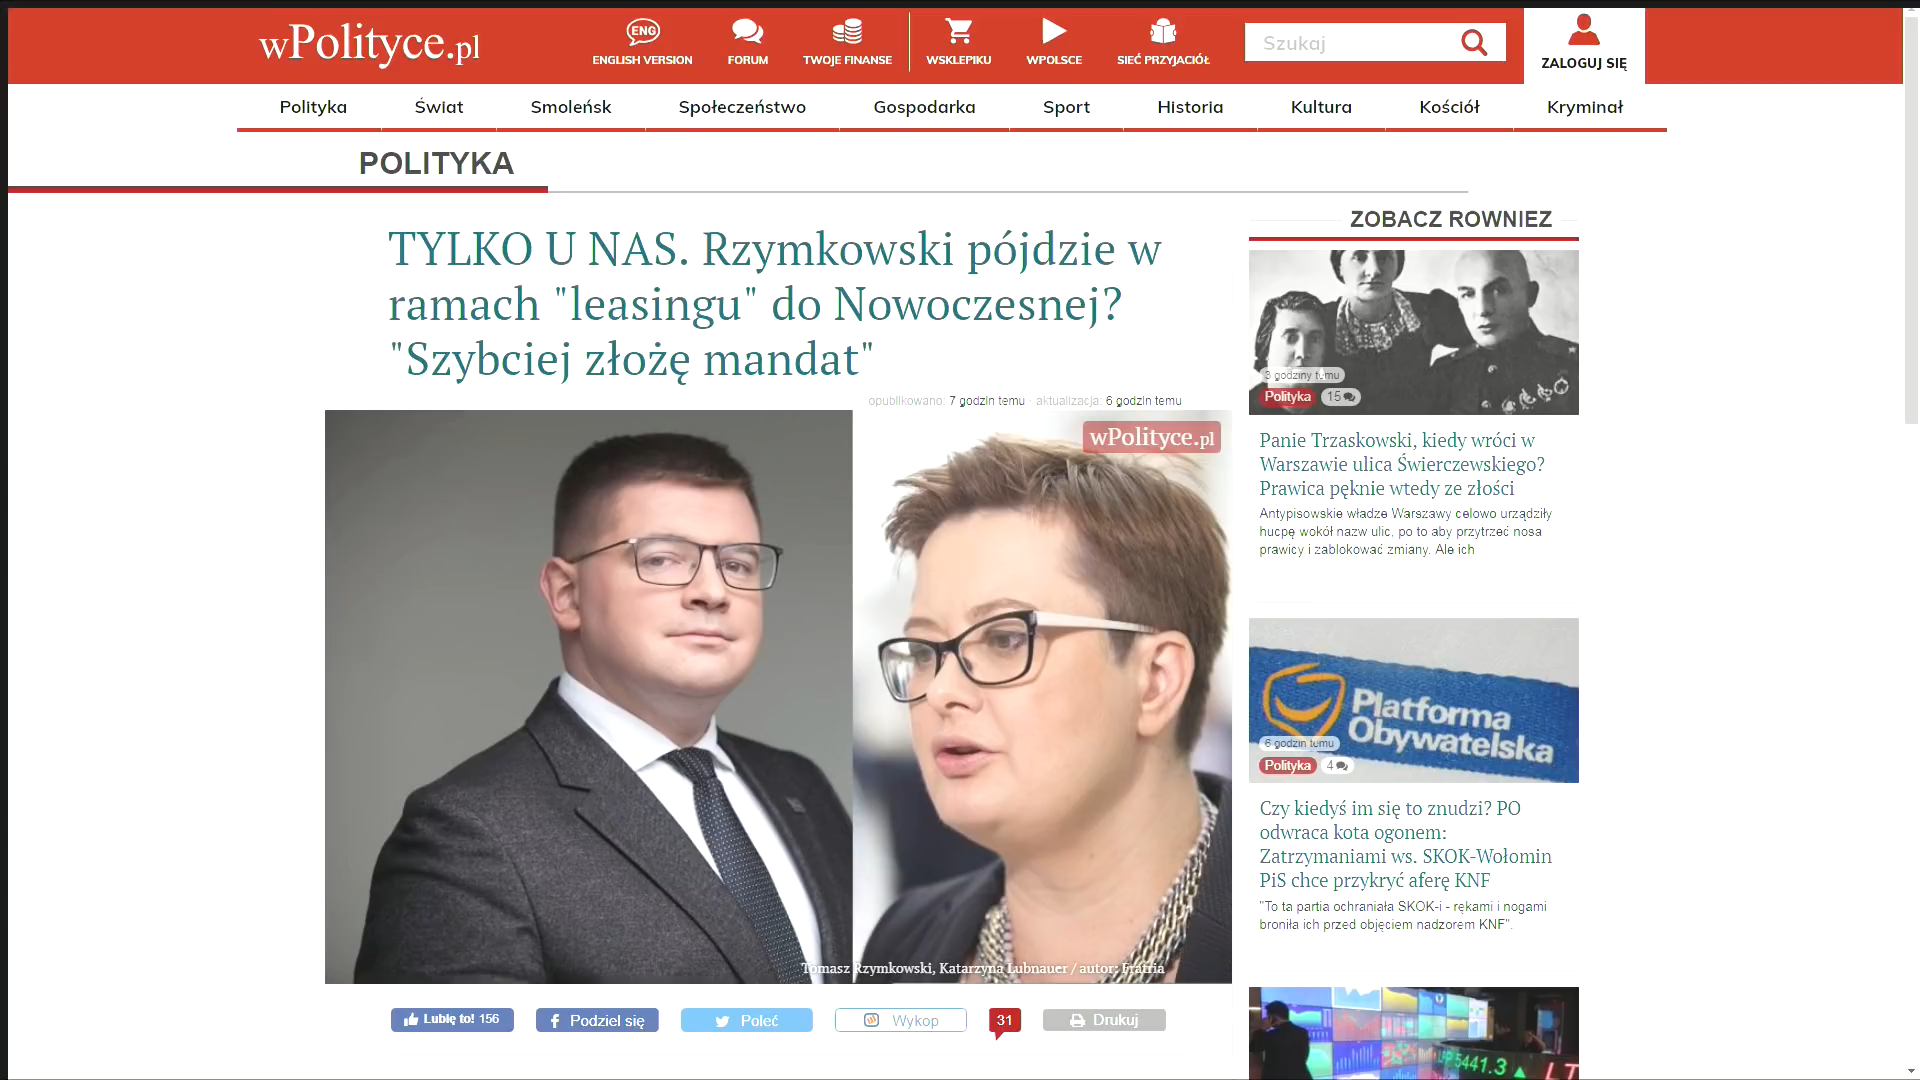 wPolityce.pl
ENG
ENGLISH VERSION
FORUM
TWOJE FINANSE
WSKLEPIKU
WPOLSCE
SIEĆ PRZYJACIÓŁ
Szukaj
ZALOGUJ SIĘ
Polityka
Świat
Smoleńsk
Społeczeństwo
Gospodarka
Sport
Historia
Kultura
Kościół
Kryminał
POLITYKA
TYLKO U NAS. Rzymkowski pójdzie w
ramach "leasingu" do Nowoczesnej?
"Szybciej złożę mandat"
opublikowano: 7 godzin temu · aktualizacja: 6 godzin temu
wPolityce.pl
Tomasz Rzymkowski, Katarzyna Lubnauer / autor: Fratria
Lubię to! 156
Podziel się
Poleć
Wykop
31
Drukuj
ZOBACZ ROWNIEZ
3 godziny temu
Polityka
15
Panie Trzaskowski, kiedy wróci w
Warszawie ulica Świerczewskiego?
Prawica pęknie wtedy ze złości
Antypisowskie władze Warszawy celowo urządziły
hucpę wokół nazw ulic, po to aby przytrzeć nosa
prawicy i zablokować zmiany. Ale ich
Platforma
Obywatelska
6 godzin temu
Polityka
4
Czy kiedyś im się to znudzi? PO
odwraca kota ogonem:
Zatrzymaniami ws. SKOK-Wołomin
PiS chce przykryć aferę KNF
"To ta partia ochraniała SKOK-i - rękami i nogami
broniła ich przed objęciem nadzorem KNF".
5441.3
LT